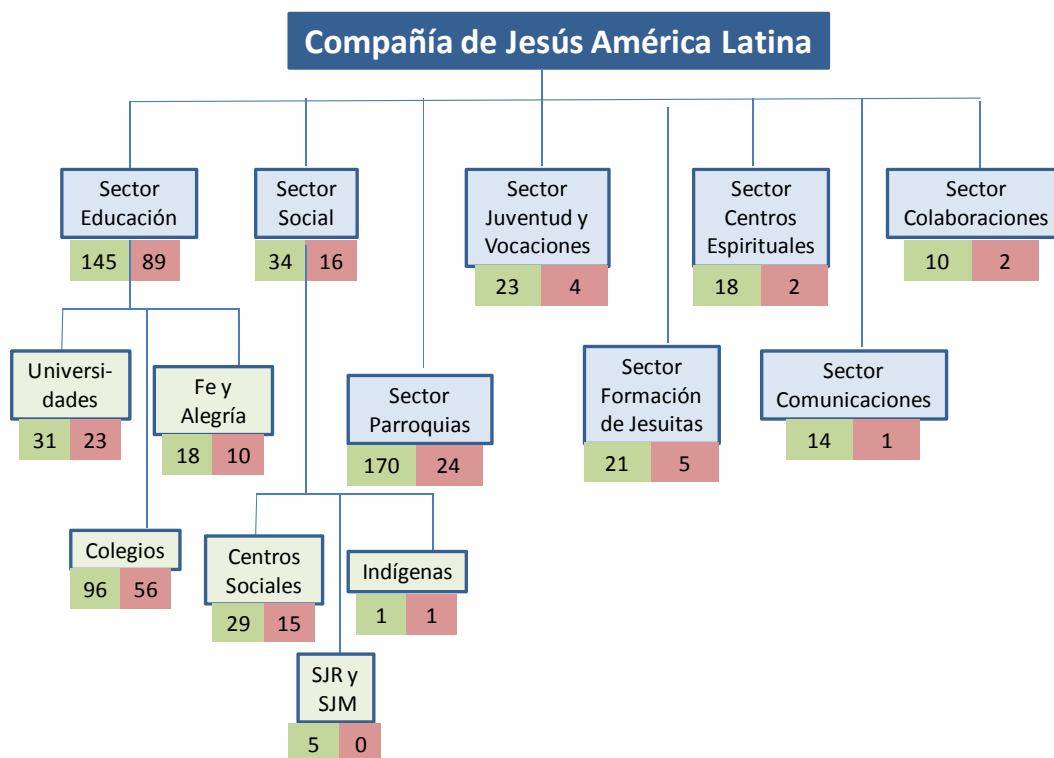 Compañía de Jesús América Latina
Sector
Educación
145 89
Sector
Social
34 16
Sector
Juventud y
Vocaciones
23 4
Sector
Centros
Espirituales
18 2
Sector
Colaboraciones
10 2
Universi-
dades
31 23
Fe y
Alegría
18 10
Sector
Parroquias
170 24
Sector
Formación
de Jesuitas
21 5
Sector
Comunicaciones
14 1
Colegios
96 56
Centros
Sociales
29 15
Indígenas
1 1
SJR y
SJM
5 0